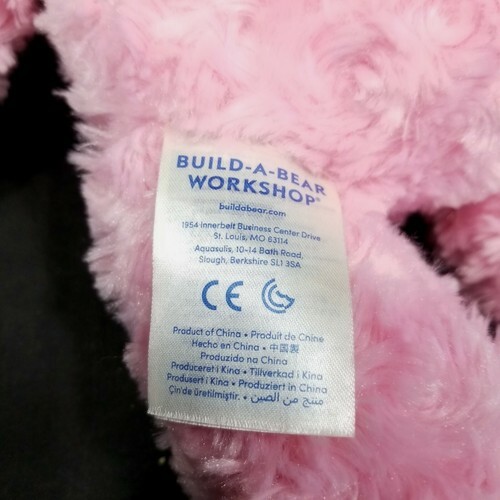 BUILD-A-BEAR
WORKSHOP®
buildabear.com
1954 Innerbelt Business Center Drive
St. Louis, MO 63114
Aquasulis, 10-14 Bath Road,
Slough, Berkshire SL1 3SA
CE
Product of China • Produit de Chine
Hecho en China • 中国製
Produzido na China
Produceret i Kina • Tillverkad i Kina
Produsert i Kina • Produziert in China
Çin'de üretilmiştir. • منتج من الصين